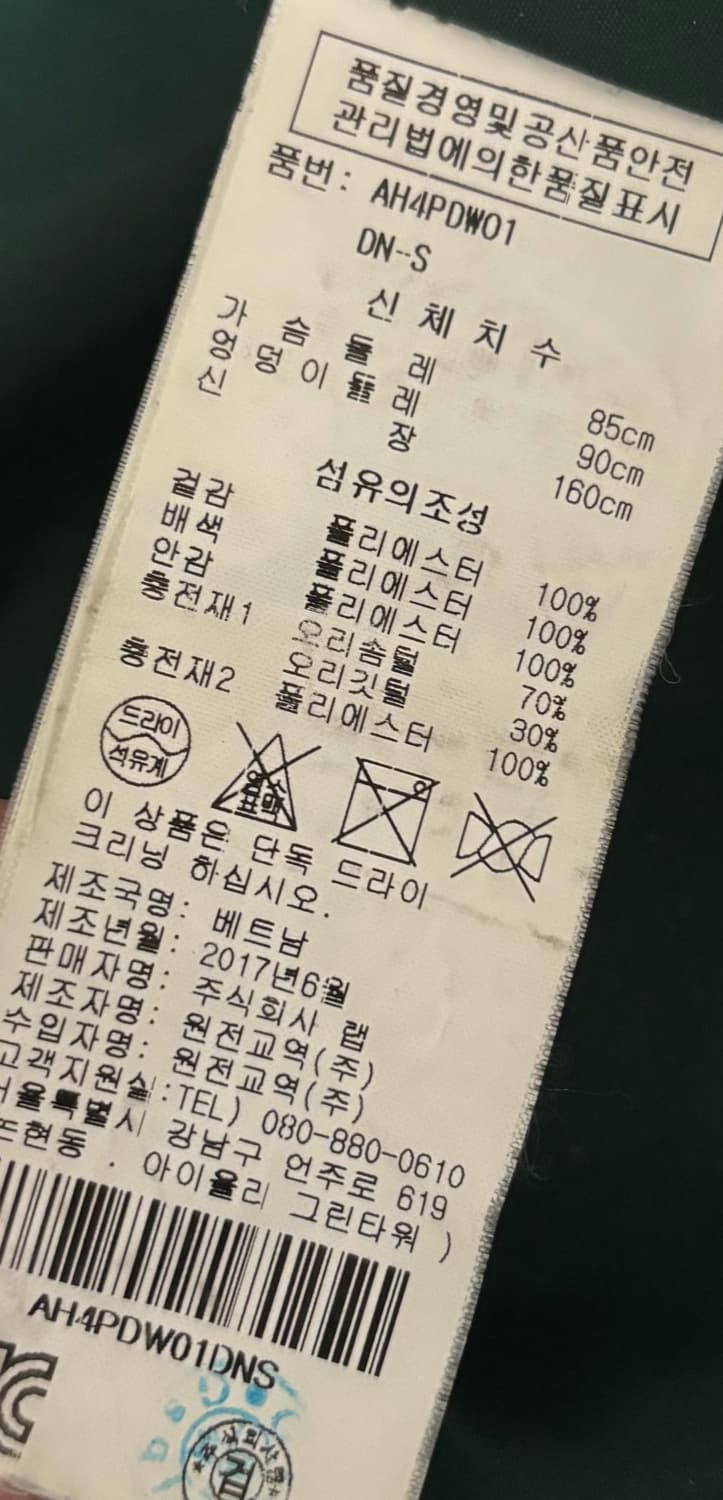 품질경영및공산품안전
관리법에의한품질표시
품번: AH4PDW01
DN-S
신체치수
가슴둘레 85cm
엉덩이둘레 90cm
신장 160cm
섬유의조성
겉감 폴리에스터 100%
배색 폴리에스터 100%
안감 폴리에스터 100%
충전재1 오리솜털 70%
오리깃털 30%
충전재2 폴리에스터 100%
드라이
석유계
염소
표백
이 상품은 단독 드라이
크리닝 하십시오.
제조국명: 베트남
제조년월: 2017년6월
판매자명: 주식회사 랩
제조자명: 원전교역(주)
수입자명: 원전교역(주)
고객지원실:TEL) 080-880-0610
서울특별시 강남구 언주로 619
논현동 . 아이올리 그린타워 )
AH4PDW01DNS
검